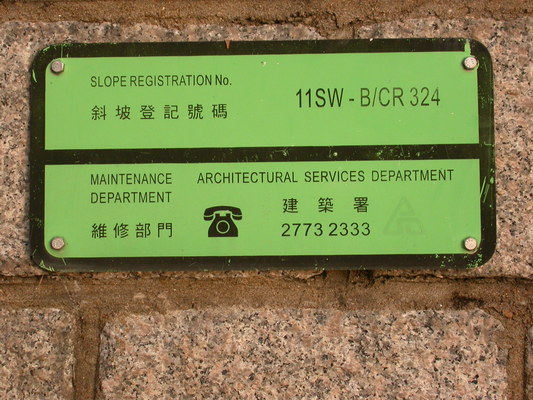 SLOPE REGISTRATION No.
斜坡登記號碼
11SW - B/CR 324
MAINTENANCE
DEPARTMENT
維修部門
ARCHITECTURAL SERVICES DEPARTMENT
建築署
2773 2333